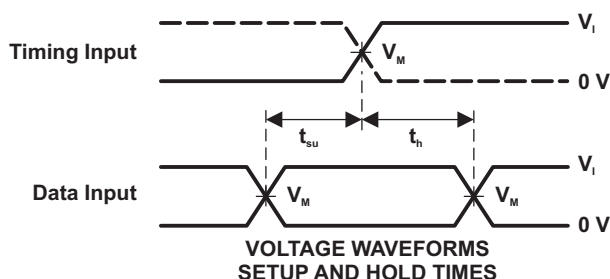 V_I
Timing Input
V_M
0 V
t_su
t_h
V_I
Data Input
V_M
V_M
0 V
VOLTAGE WAVEFORMS
SETUP AND HOLD TIMES